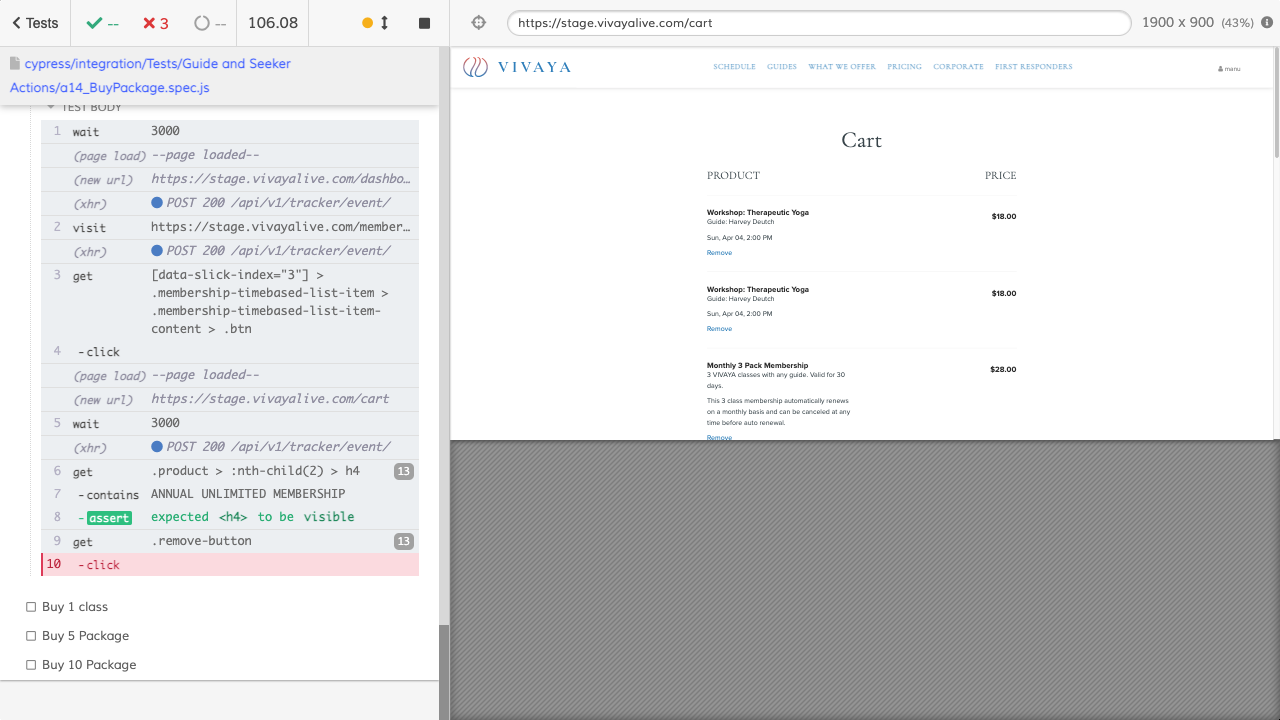 Tests
--
3
--
106.08
https://stage.vivayalive.com/cart
1900 x 900 (43%)
cypress/integration/Tests/Guide and Seeker
Actions/a14_BuyPackage.spec.js
TEST BODY
1 wait 3000
(page load) --page loaded--
(new url) https://stage.vivayalive.com/dashbo...
(xhr) POST 200 /api/v1/tracker/event/
2 visit https://stage.vivayalive.com/member...
(xhr) POST 200 /api/v1/tracker/event/
3 get [data-slick-index="3"] >
.membership-timebased-list-item >
.membership-timebased-list-item-
content > .btn
4 -click
(page load) --page loaded--
(new url) https://stage.vivayalive.com/cart
5 wait 3000
(xhr) POST 200 /api/v1/tracker/event/
6 get .product > :nth-child(2) > h4 13
7 -contains ANNUAL UNLIMITED MEMBERSHIP
8 -assert expected <h4> to be visible
9 get .remove-button 13
10 -click
Buy 1 class
Buy 5 Package
Buy 10 Package
VIVAYA
SCHEDULE GUIDES WHAT WE OFFER PRICING CORPORATE FIRST RESPONDERS
manu
Cart
PRODUCT PRICE
Workshop: Therapeutic Yoga $18.00
Guide: Harvey Deutch
Sun, Apr 04, 2:00 PM
Remove
Workshop: Therapeutic Yoga $18.00
Guide: Harvey Deutch
Sun, Apr 04, 2:00 PM
Remove
Monthly 3 Pack Membership $28.00
3 VIVAYA classes with any guide. Valid for 30
days.
This 3 class membership automatically renews
on a monthly basis and can be canceled at any
time before auto renewal.
Remove